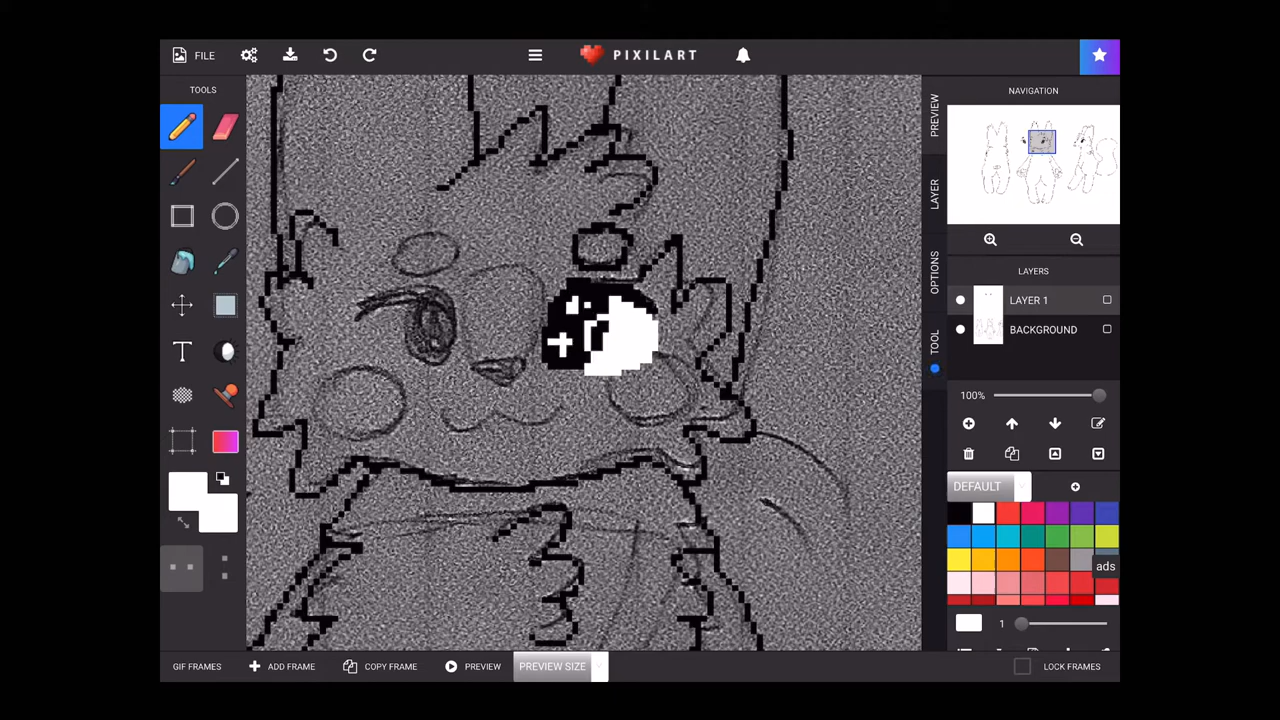 FILE
PIXILART
TOOLS
NAVIGATION
PREVIEW
LAYER
OPTIONS
TOOL
LAYERS
LAYER 1
BACKGROUND
100%
DEFAULT
ads
1
GIF FRAMES
ADD FRAME
COPY FRAME
PREVIEW
PREVIEW SIZE
LOCK FRAMES